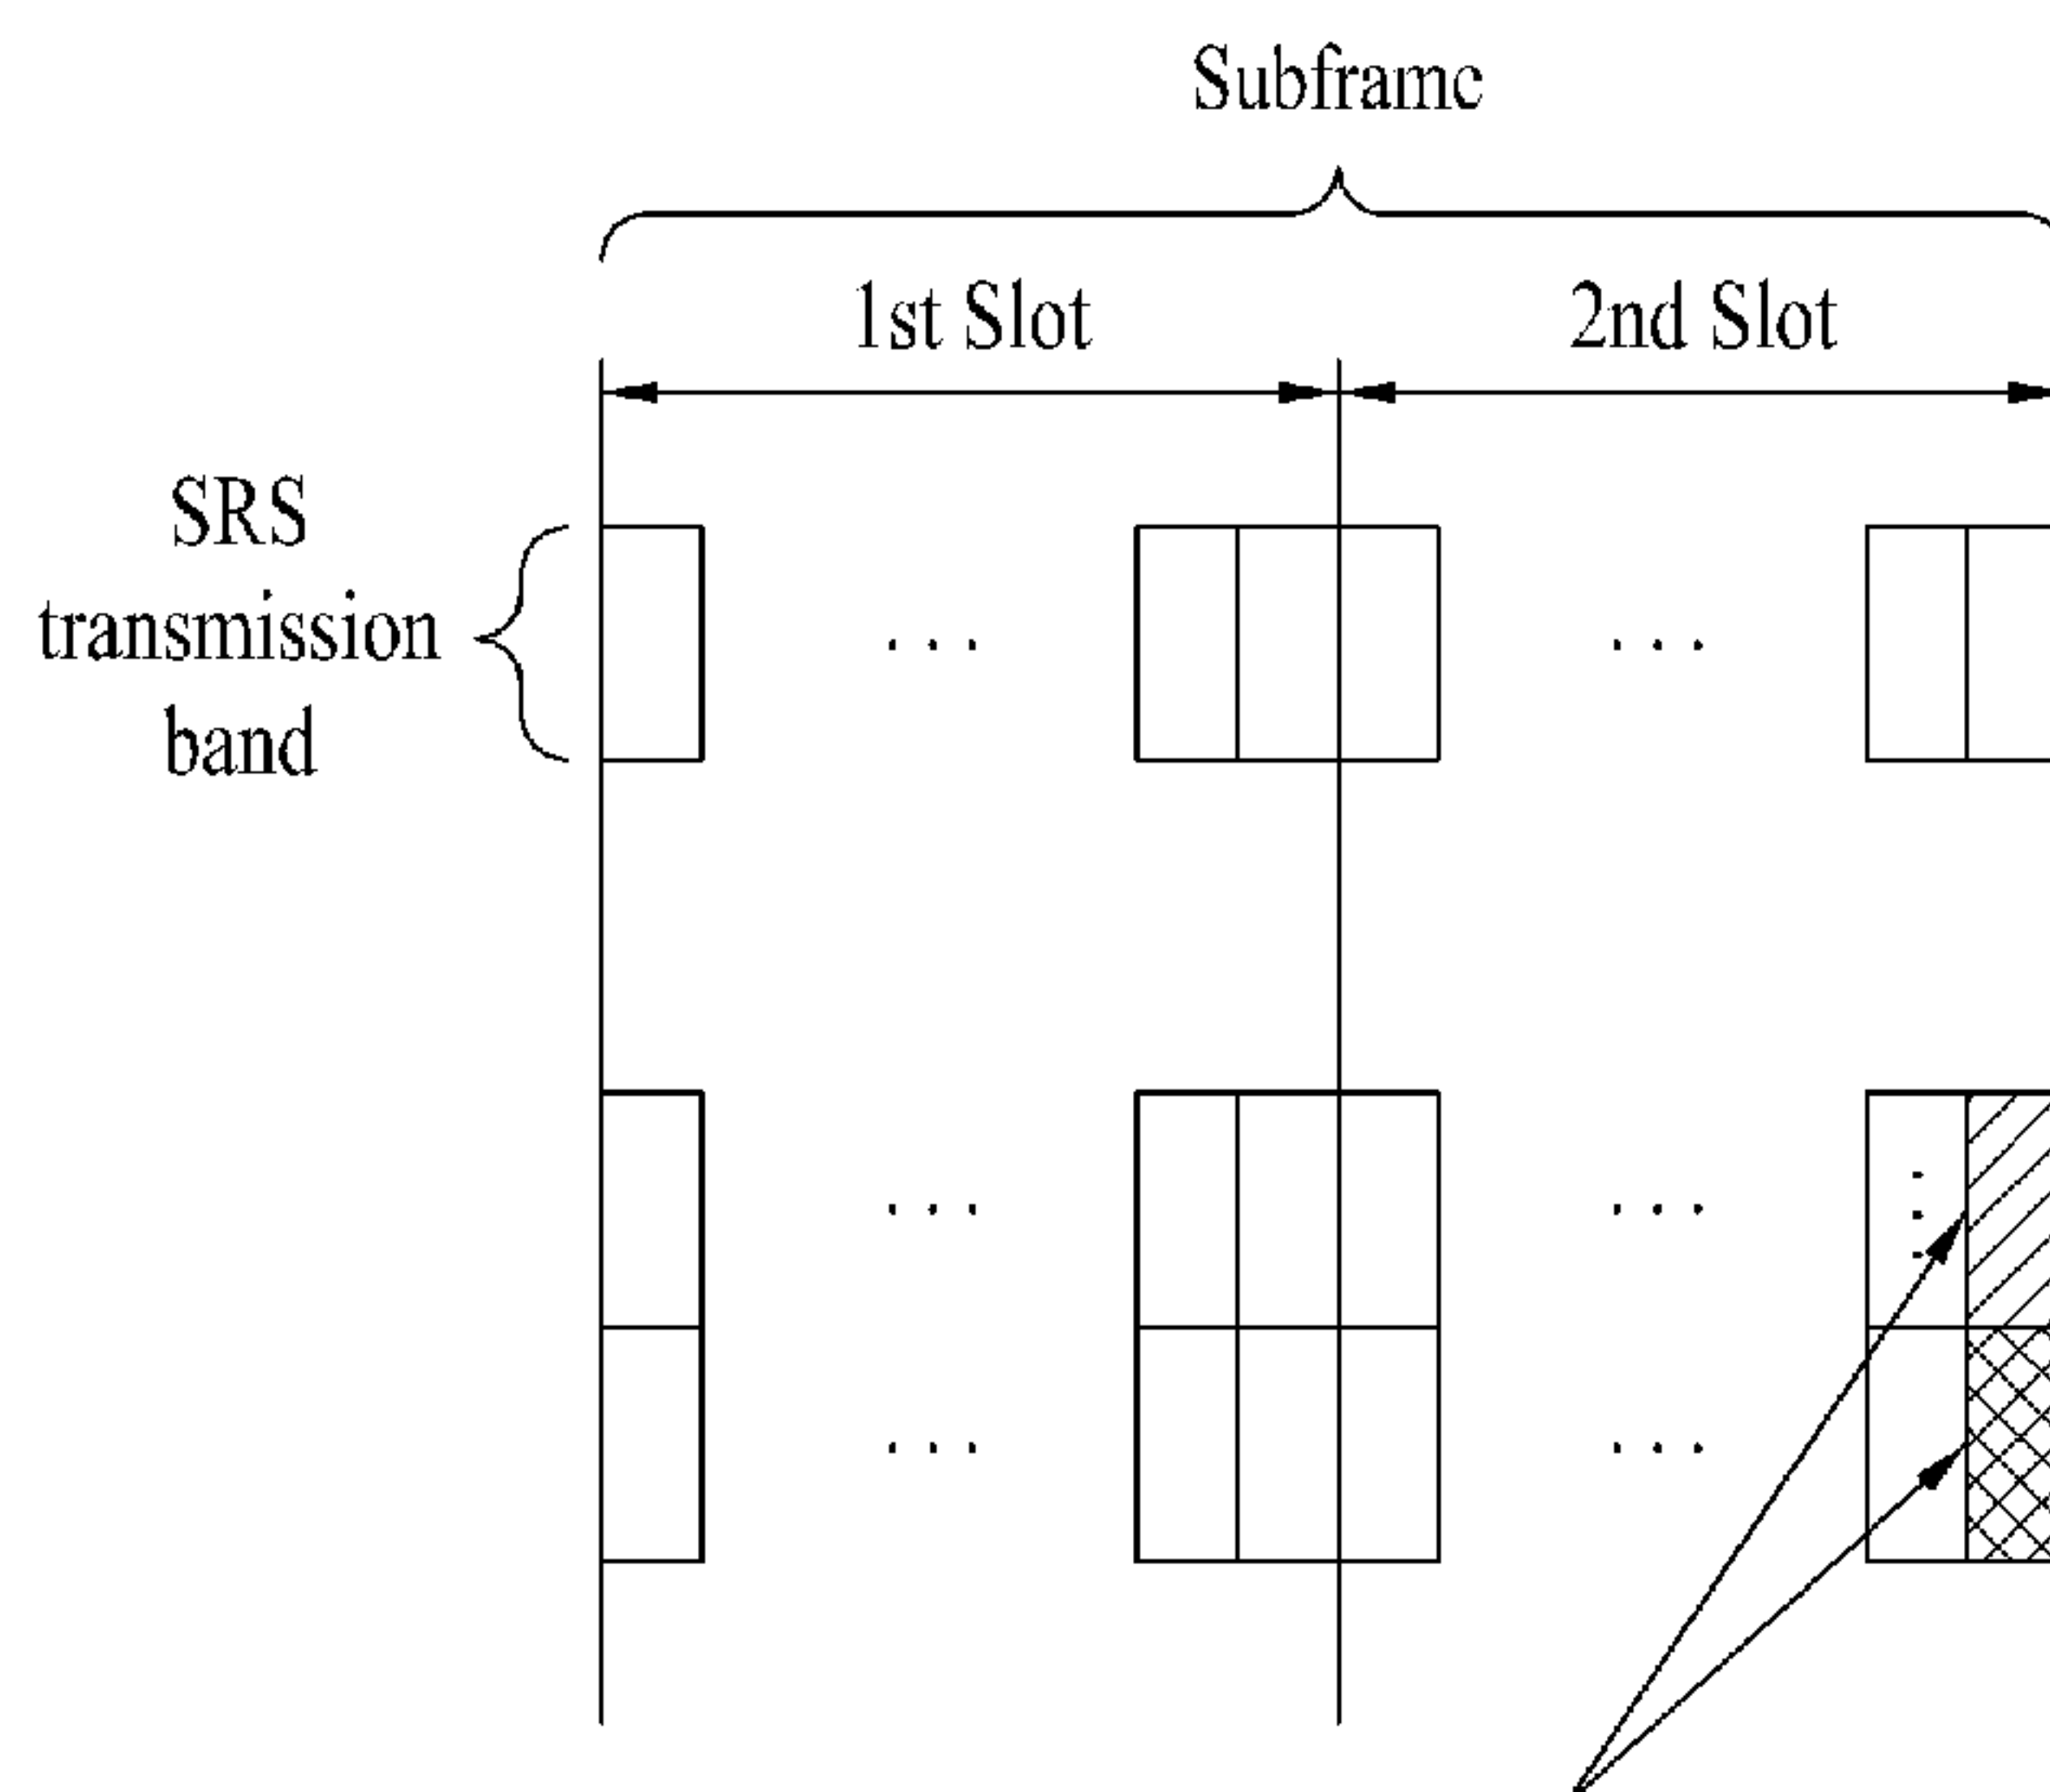 Subframe
1st Slot
2nd Slot
SRS
transmission
band